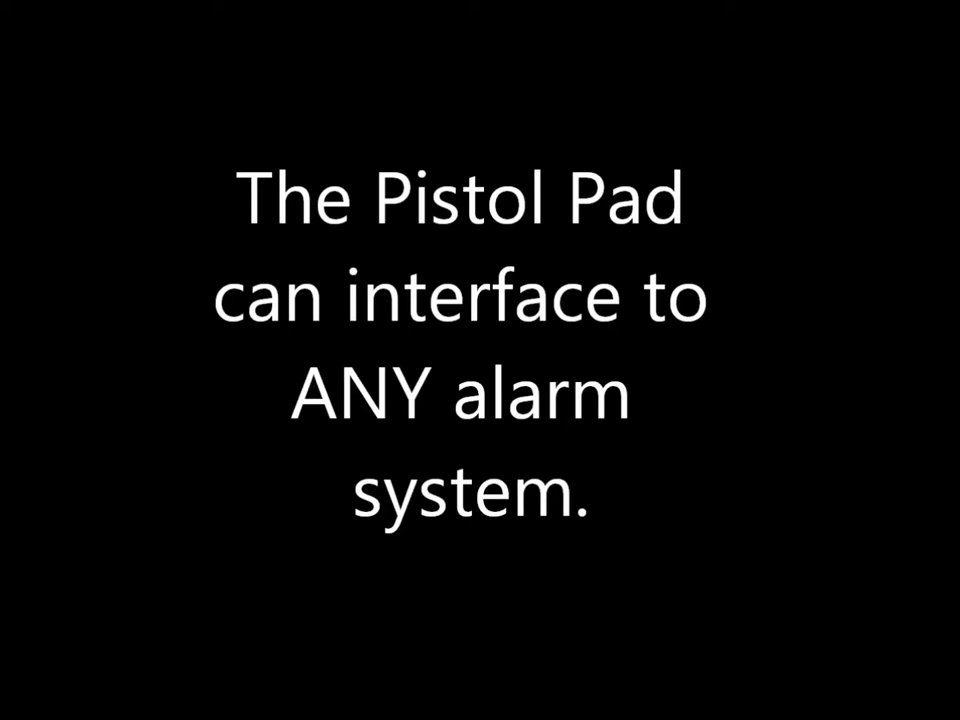 The Pistol Pad
can interface to
ANY alarm
system.